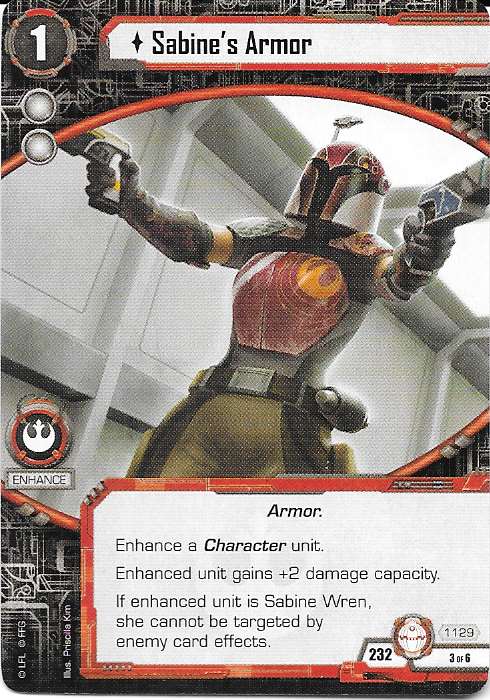 1
Sabine's Armor
ENHANCE
Armor.
Enhance a Character unit.
Enhanced unit gains +2 damage capacity.
If enhanced unit is Sabine Wren,
she cannot be targeted by
enemy card effects.
232
1129
3 OF 6
© LFL © FFG Illus. Priscilla Kim